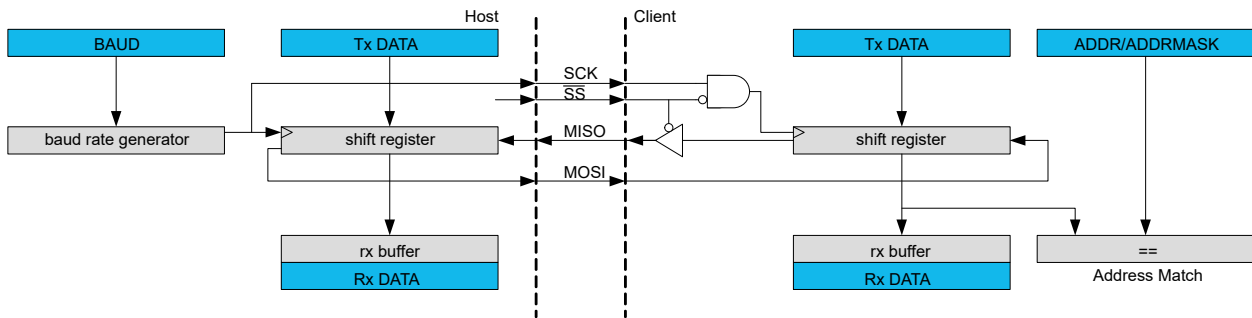 Host
Client
BAUD
Tx DATA
Tx DATA
ADDR/ADDRMASK
SCK
SS
baud rate generator
shift register
MISO
shift register
MOSI
rx buffer
rx buffer
==
Rx DATA
Rx DATA
Address Match